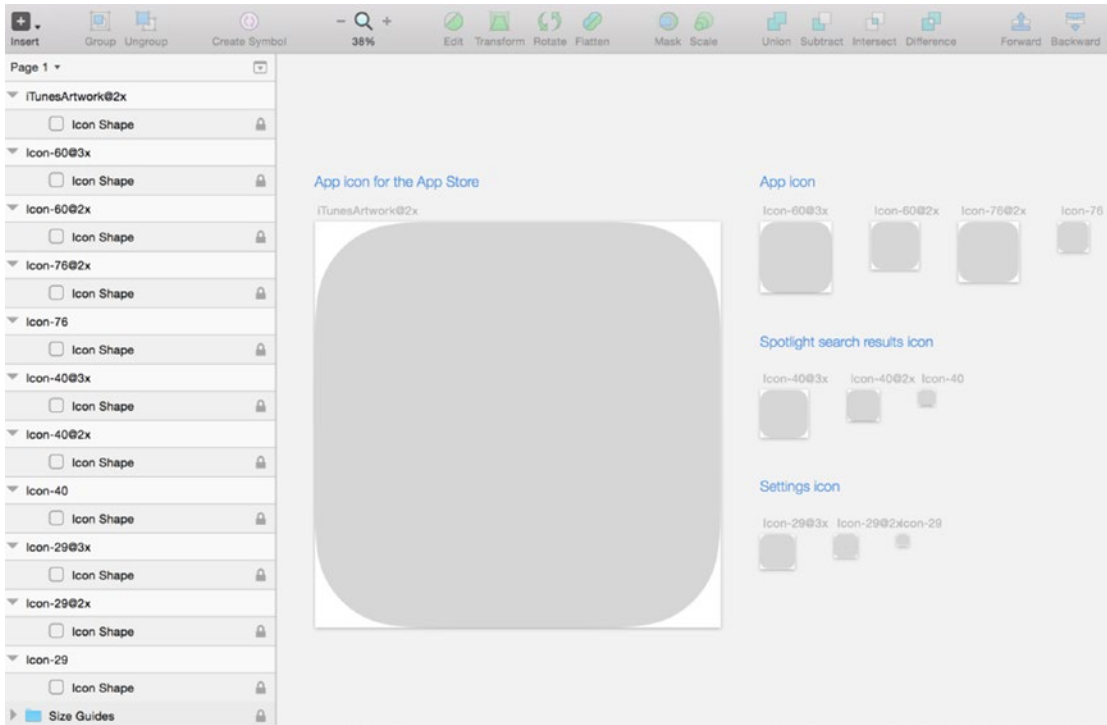 Insert
Group Ungroup
Create Symbol
38%
Edit Transform Rotate Flatten
Mask Scale
Union Subtract Intersect Difference
Forward Backward
Page 1
iTunesArtwork@2x
Icon Shape
Icon-60@3x
Icon Shape
Icon-60@2x
Icon Shape
Icon-76@2x
Icon Shape
Icon-76
Icon Shape
Icon-40@3x
Icon Shape
Icon-40@2x
Icon Shape
Icon-40
Icon Shape
Icon-29@3x
Icon Shape
Icon-29@2x
Icon Shape
Icon-29
Icon Shape
Size Guides
App icon for the App Store
iTunesArtwork@2x
App icon
Icon-60@3x Icon-60@2x Icon-76@2x Icon-76
Spotlight search results icon
Icon-40@3x Icon-40@2x Icon-40
Settings icon
Icon-29@3x Icon-29@2x Icon-29